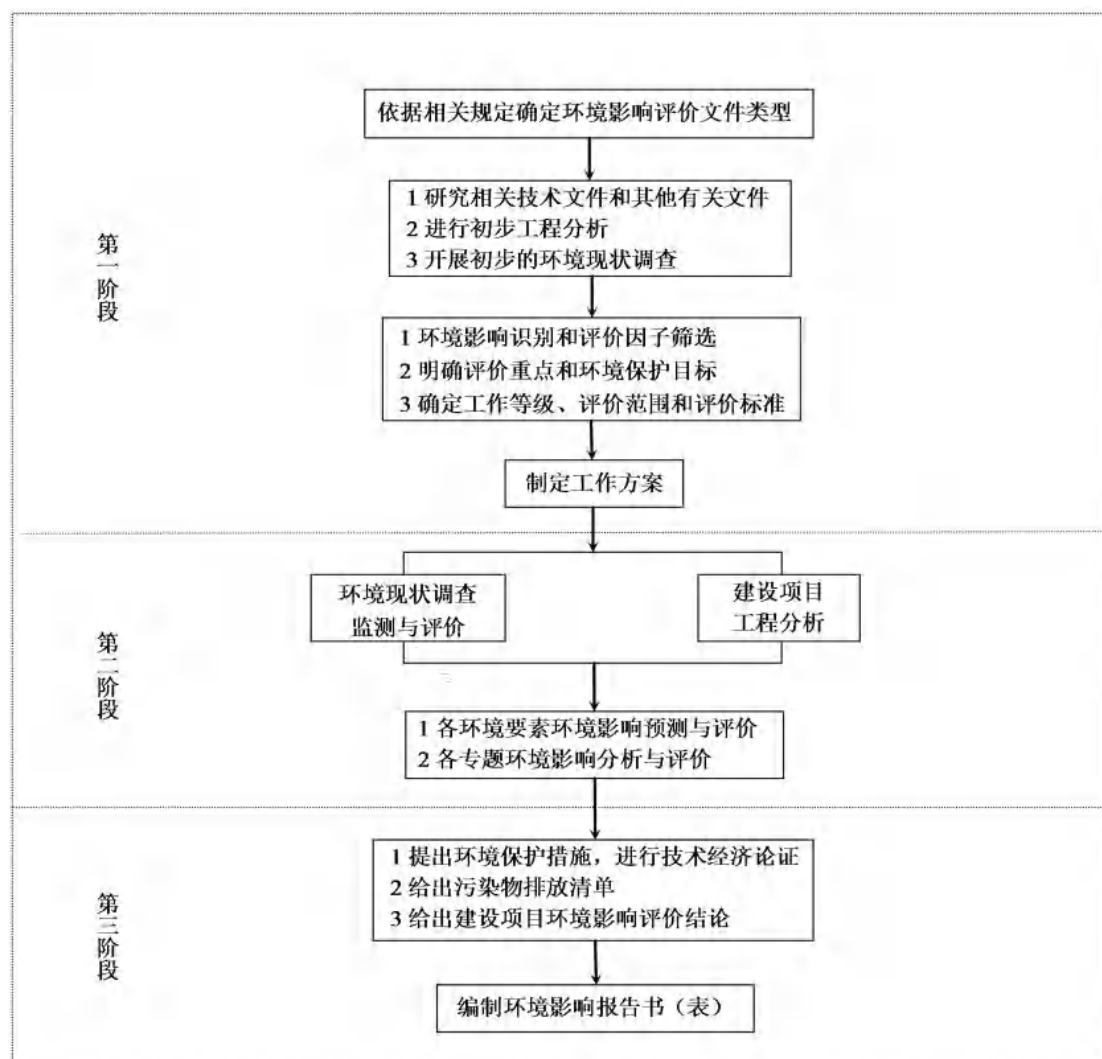 第一阶段
依据相关规定确定环境影响评价文件类型
1 研究相关技术文件和其他有关文件
2 进行初步工程分析
3 开展初步的环境现状调查
1 环境影响识别和评价因子筛选
2 明确评价重点和环境保护目标
3 确定工作等级、评价范围和评价标准
制定工作方案
第二阶段
环境现状调查
监测与评价
建设项目
工程分析
1 各环境要素环境影响预测与评价
2 各专题环境影响分析与评价
第三阶段
1 提出环境保护措施，进行技术经济论证
2 给出污染物排放清单
3 给出建设项目环境影响评价结论
编制环境影响报告书（表）